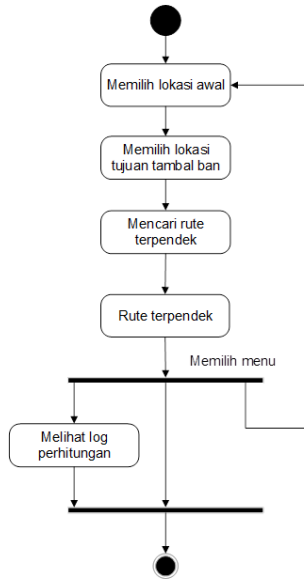 Memilih lokasi awal
Memilih lokasi
tujuan tambal ban
Mencari rute
terpendek
Rute terpendek
Memilih menu
Melihat log
perhitungan